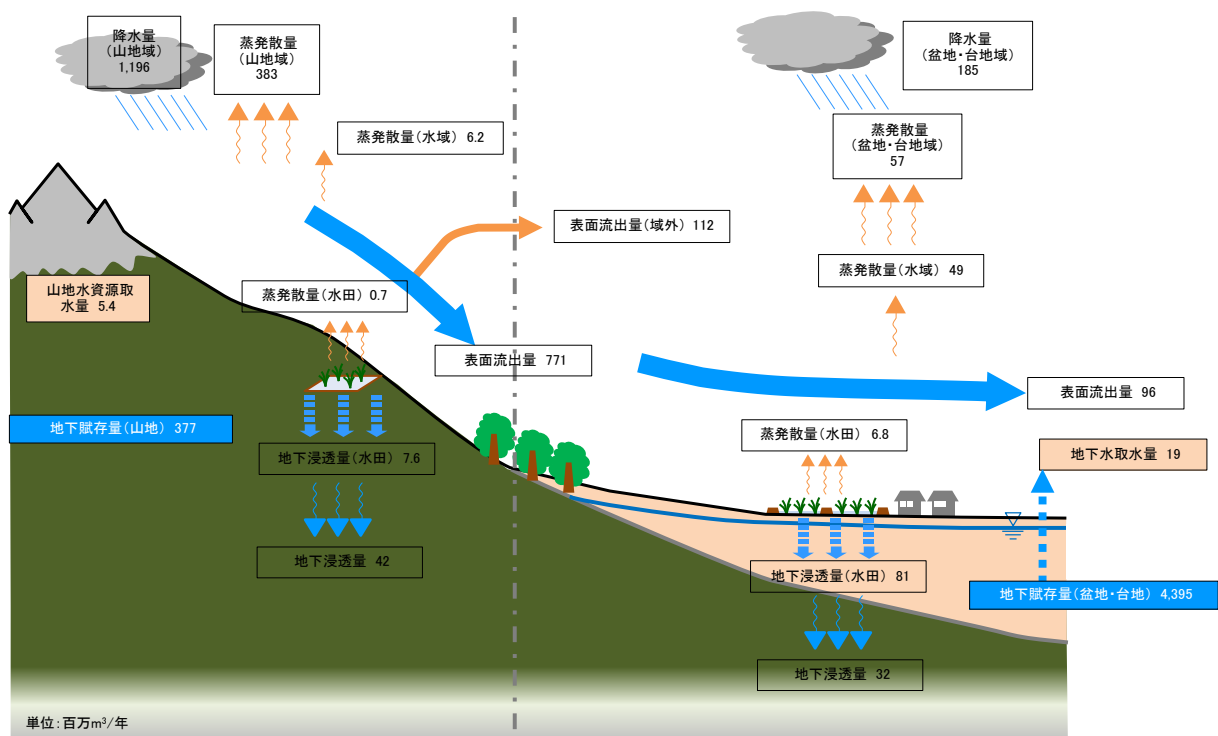 降水量
（山地域）
1,196
蒸発散量
（山地域）
383
降水量
（盆地・台地域）
185
蒸発散量（水域） 6.2
蒸発散量
（盆地・台地域）
57
表面流出量（域外） 112
蒸発散量（水域） 49
山地水資源取
水量 5.4
蒸発散量（水田） 0.7
表面流出量 771
表面流出量 96
地下賦存量（山地） 377
蒸発散量（水田） 6.8
地下浸透量（水田） 7.6
地下水取水量 19
地下浸透量 42
地下浸透量（水田） 81
地下賦存量（盆地・台地） 4,395
地下浸透量 32
単位：百万m³/年